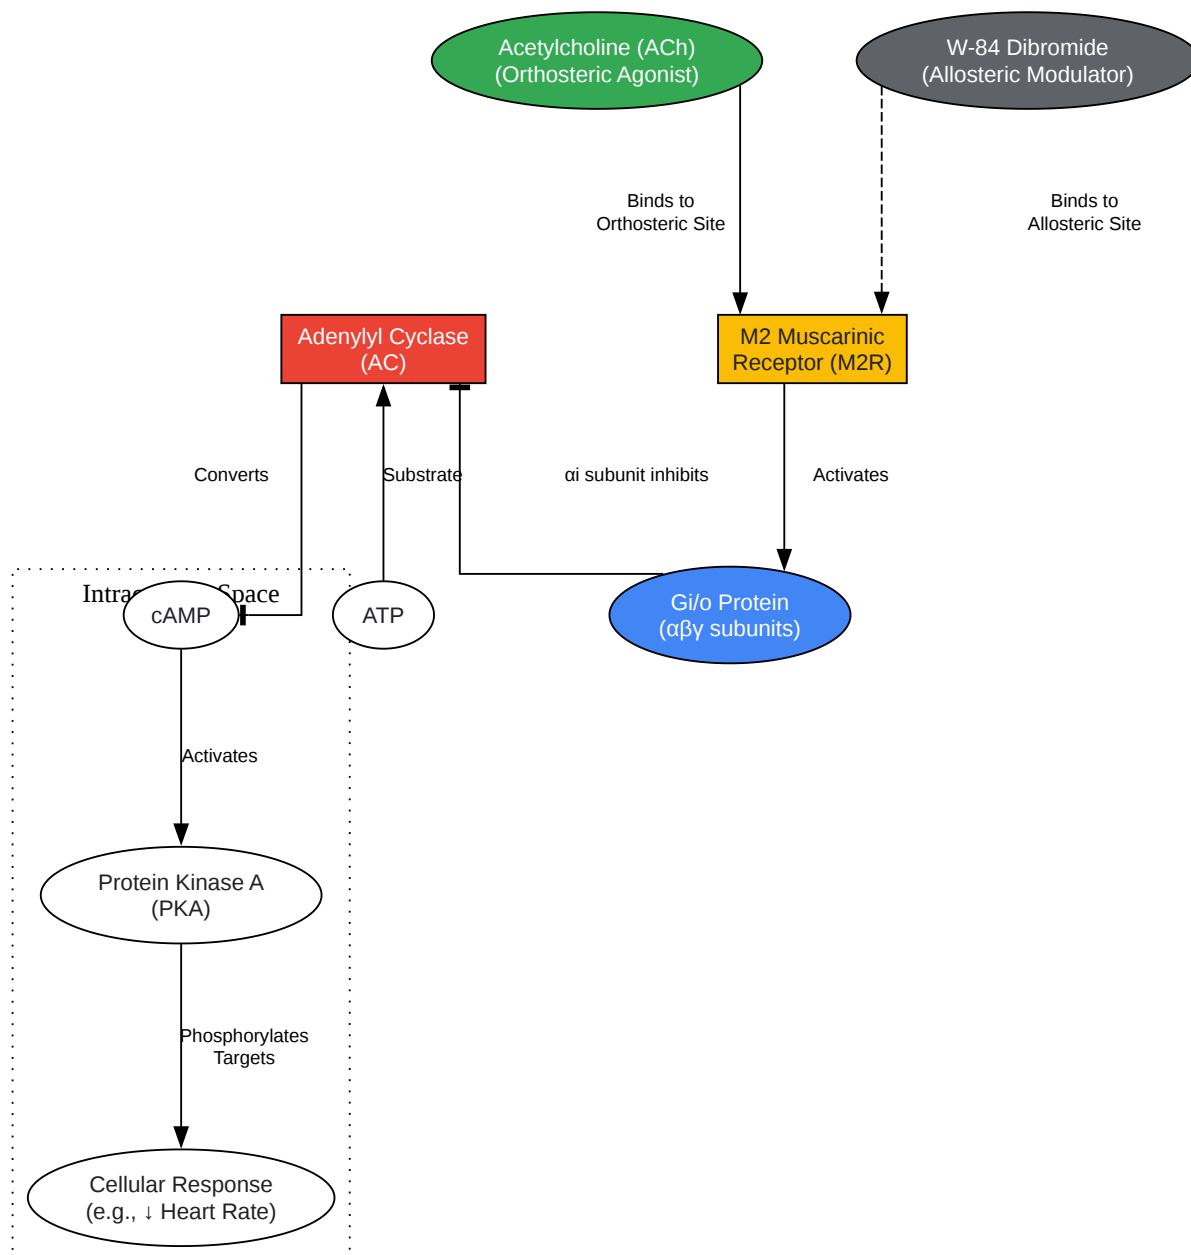 Acetylcholine (ACh)
(Orthosteric Agonist)
W-84 Dibromide
(Allosteric Modulator)
Binds to
Orthosteric Site
Binds to
Allosteric Site
Adenylyl Cyclase
(AC)
M2 Muscarinic
Receptor (M2R)
Converts
Substrate
αi subunit inhibits
Activates
Space
cAMP
ATP
Gi/o Protein
(αβγ subunits)
Activates
Protein Kinase A
(PKA)
Phosphorylates
Targets
Cellular Response
(e.g., ↓ Heart Rate)